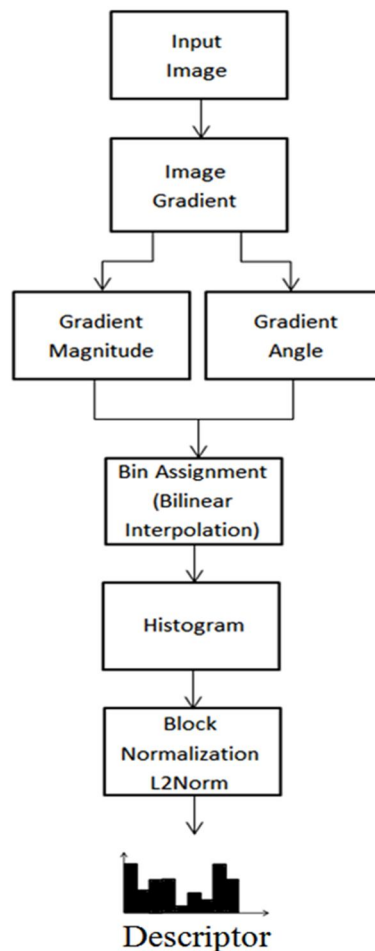 Input
Image
Image
Gradient
Gradient
Magnitude
Gradient
Angle
Bin Assignment
(Bilinear
Interpolation)
Histogram
Block
Normalization
L2Norm
Descriptor